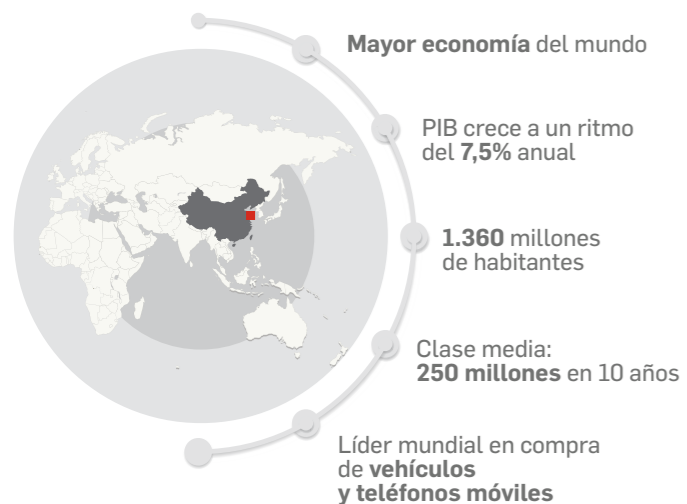 Mayor economía del mundo
PIB crece a un ritmo
del 7,5% anual
1.360 millones
de habitantes
Clase media:
250 millones en 10 años
Líder mundial en compra
de vehículos
y teléfonos móviles